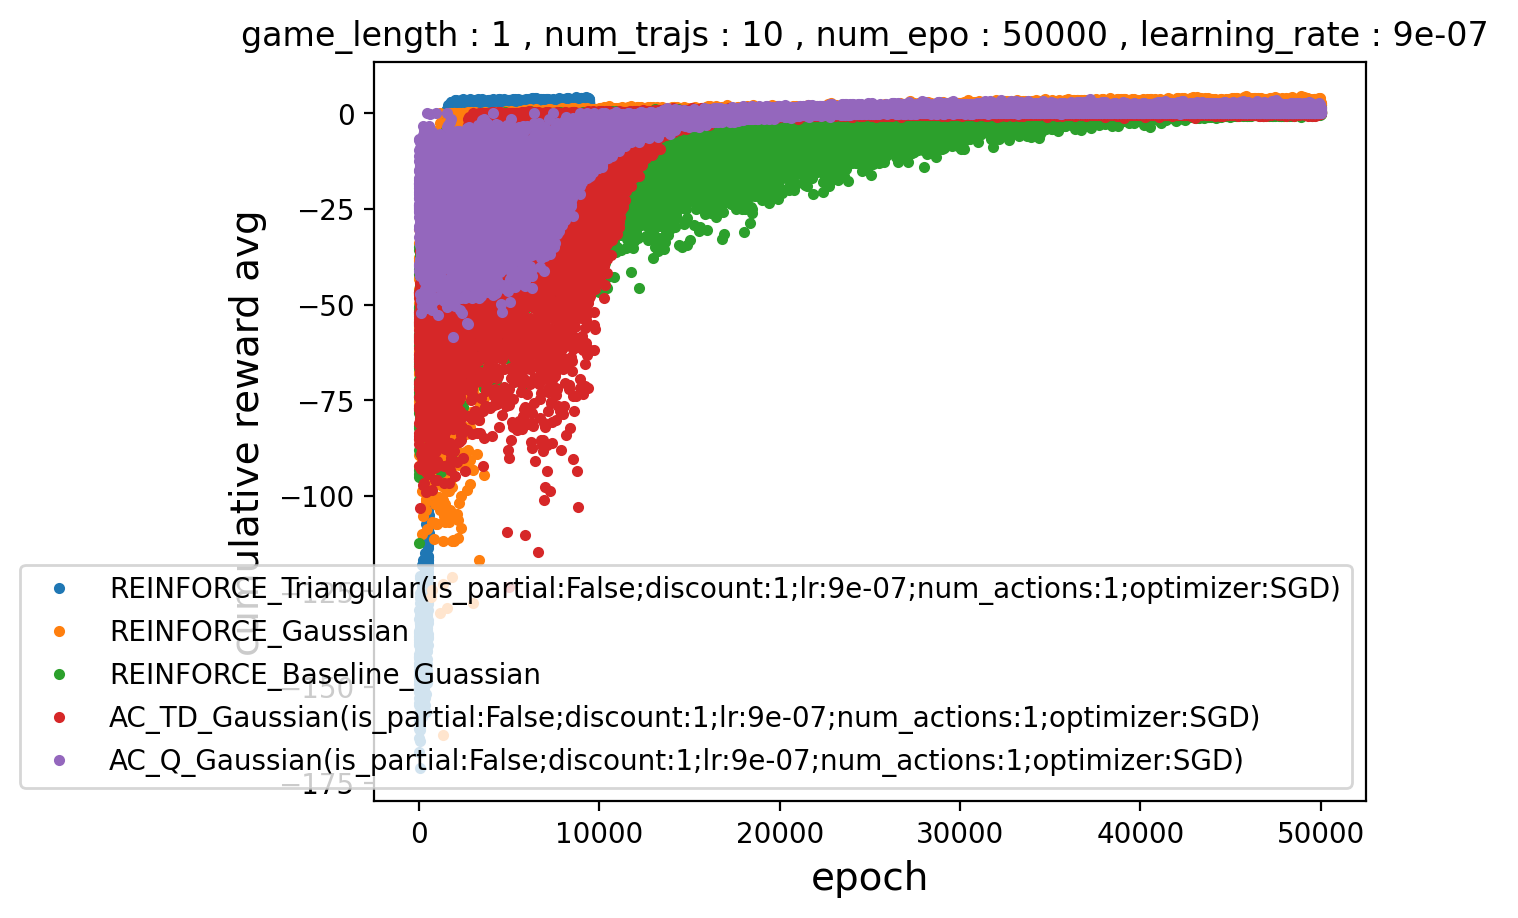 game_length : 1 , num_trajs : 10 , num_epo : 50000 , learning_rate : 9e-07
0
−25
−50
−75
−100
−125
−150
−175
cumulative reward avg
REINFORCE_Triangular(is_partial:False;discount:1;lr:9e-07;num_actions:1;optimizer:SGD)
REINFORCE_Gaussian
REINFORCE_Baseline_Guassian
AC_TD_Gaussian(is_partial:False;discount:1;lr:9e-07;num_actions:1;optimizer:SGD)
AC_Q_Gaussian(is_partial:False;discount:1;lr:9e-07;num_actions:1;optimizer:SGD)
0 10000 20000 30000 40000 50000
epoch